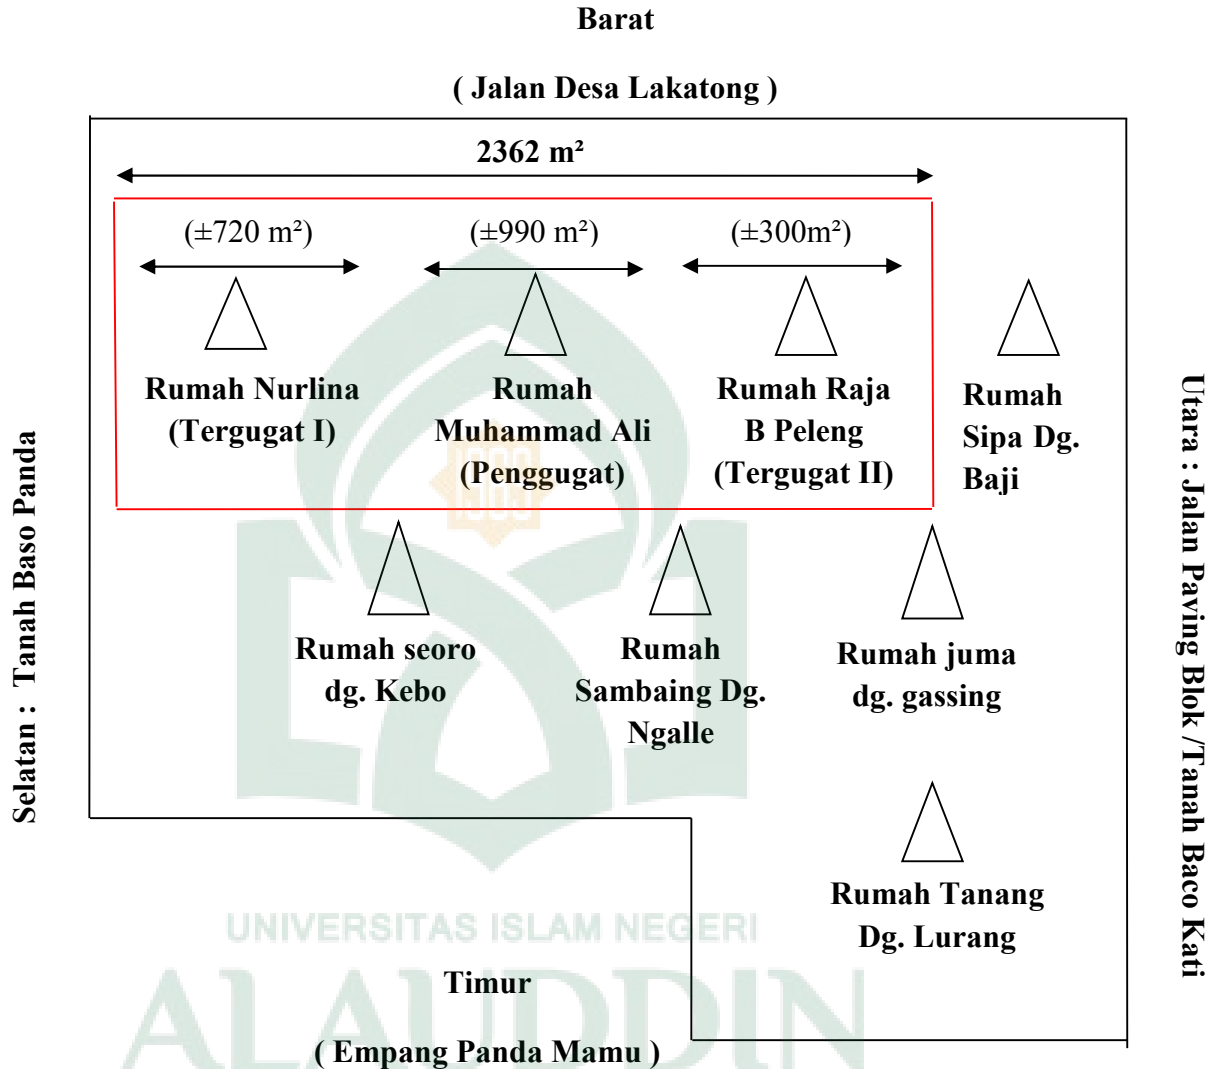 Barat
( Jalan Desa Lakatong )
2362 m²
(±720 m²)
(±990 m²)
(±300m²)
Rumah Nurlina
(Tergugat I)
Rumah
Muhammad Ali
(Penggugat)
Rumah Raja
B Peleng
(Tergugat II)
Rumah
Sipa Dg.
Baji
Selatan : Tanah Baso Panda
Utara : Jalan Paving Blok /Tanah Baco Kati
Rumah seoro
dg. Kebo
Rumah
Sambaing Dg.
Ngalle
Rumah juma
dg. gassing
Rumah Tanang
Dg. Lurang
UNIVERSITAS ISLAM NEGERI
ALAUDDIN
Timur
( Empang Panda Mamu )